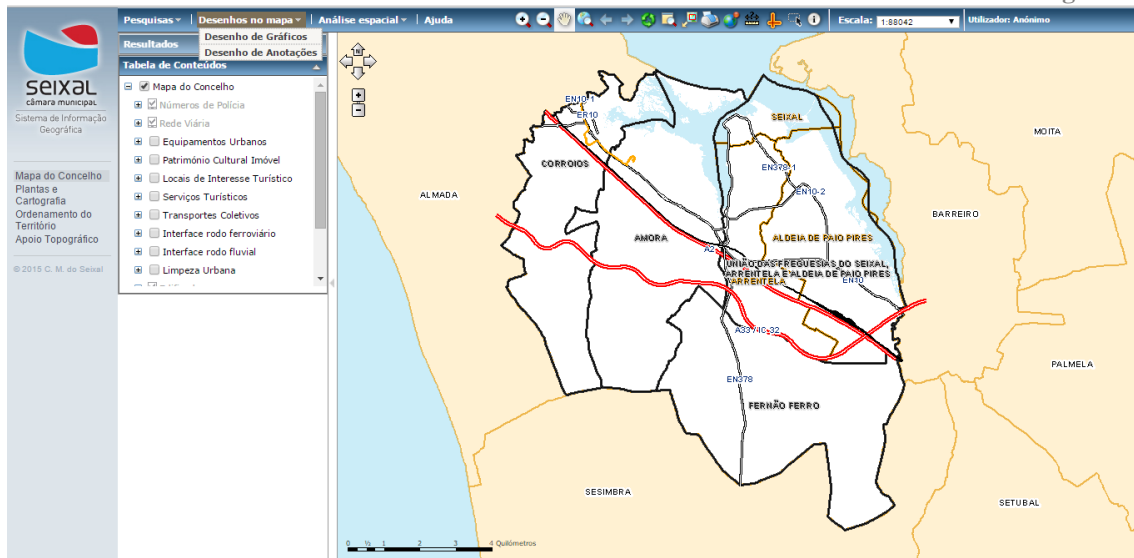 Pesquisas
Desenhos no mapa
Análise espacial
Ajuda
Escala:
1:88042
Utilizador: Anónimo
Desenho de Gráficos
Desenho de Anotações
Resultados
Tabela de Conteúdos
seixal
câmara municipal
Sistema de Informação
Geográfica
Mapa do Concelho
Plantas e
Cartografia
Ordenamento do
Território
Apoio Topográfico
© 2015 C. M. do Seixal
Mapa do Concelho
Números de Polícia
Rede Viária
Equipamentos Urbanos
Património Cultural Imóvel
Locais de Interesse Turístico
Serviços Turísticos
Transportes Coletivos
Interface rodo ferroviário
Interface rodo fluvial
Limpeza Urbana
N
EN10-1
ER10
SEIXAL
MOITA
CORROIOS
EN378-1
EN10-2
ALMADA
BARREIRO
AMORA
ALDEIA DE PAIO PIRES
A2
UNIÃO DAS FREGUESIAS DO SEIXAL,
ARRENTELA E ALDEIA DE PAIO PIRES
ARRENTELA
EN10
A33 / IC-32
PALMELA
EN378
FERNÃO FERRO
SESIMBRA
SETUBAL
0 ½ 1 2 3 4 Quilómetros